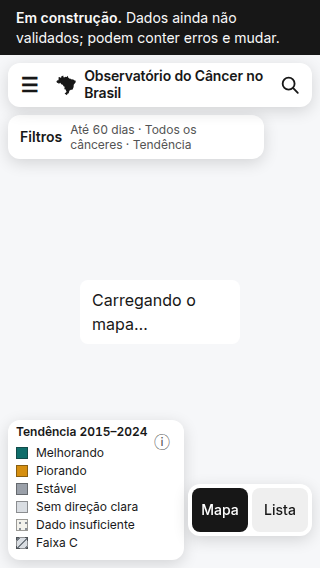 Em construção. Dados ainda não
validados; podem conter erros e mudar.
Observatório do Câncer no
Brasil
Filtros
Até 60 dias · Todos os
cânceres · Tendência
Carregando o
mapa...
Tendência 2015–2024
Melhorando
Piorando
Estável
Sem direção clara
Dado insuficiente
Faixa C
Mapa
Lista